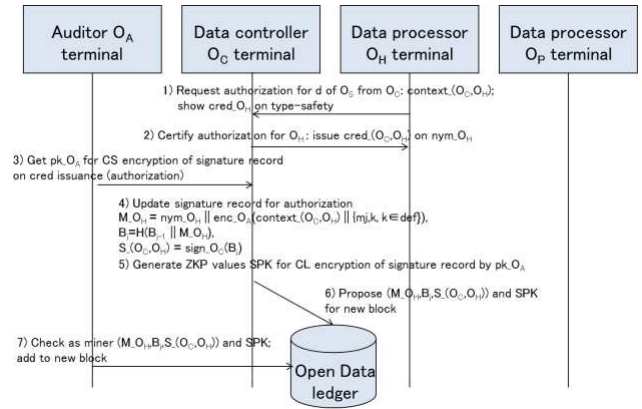 Auditor O_A
terminal
Data controller
O_C terminal
Data processor
O_H terminal
Data processor
O_P terminal
1) Request authorization for d of O_S from O_C: context_(O_C,O_H);
show cred_O_H on type-safety
2) Certify authorization for O_H: issue cred_(O_C,O_H) on nym_O_H
3) Get pk_O_A for CS encryption of signature record
on cred issuance (authorization)
4) Update signature record for authorization
M_O_H = nym_O_H || enc_O_A(context_(O_C,O_H) || {mj,k, k∈def}),
B_j=H(B_j-1 || M_O_H),
S_(O_C,O_H) = sign_O_C(B_j)
5) Generate ZKP values SPK for CL encryption of signature record by pk_O_A
6) Propose (M_O_H,B_j,S_(O_C,O_H)) and SPK
for new block
7) Check as miner (M_O_H,B_j,S_(O_C,O_H)) and SPK;
add to new block
Open Data
ledger